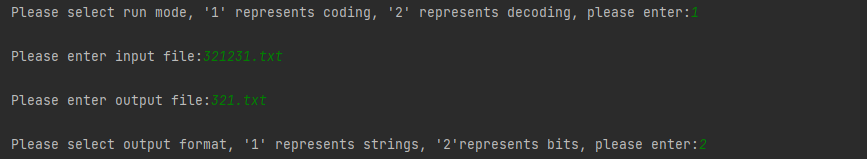 Please select run mode, '1' represents coding, '2' represents decoding, please enter:1
Please enter input file:321231.txt
Please enter output file:321.txt
Please select output format, '1' represents strings, '2'represents bits, please enter:2